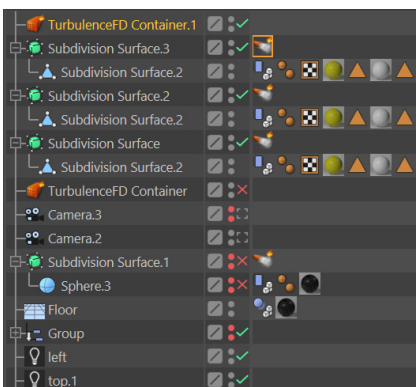 TurbulenceFD Container.1
Subdivision Surface.3
Subdivision Surface.2
Subdivision Surface.2
Subdivision Surface.2
Subdivision Surface
Subdivision Surface.2
TurbulenceFD Container
Camera.3
Camera.2
Subdivision Surface.1
Sphere.3
Floor
Group
left
top.1